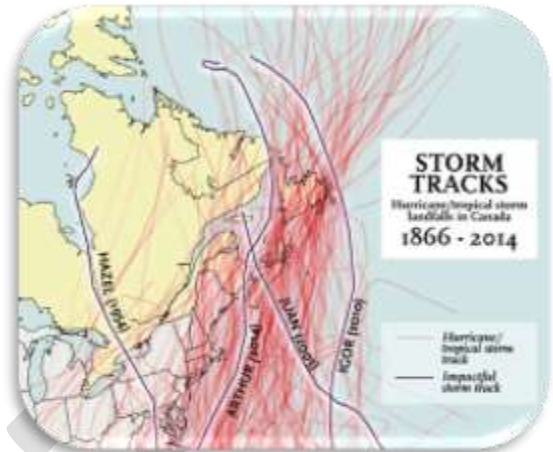 STORM
TRACKS
Hurricane/tropical storm
landfalls in Canada
1866 - 2014
HAZEL (1954)
ARTHUR (2014)
JUAN (2003)
IGOR (2010)
Hurricane/
tropical storm
track
Impactful
storm track